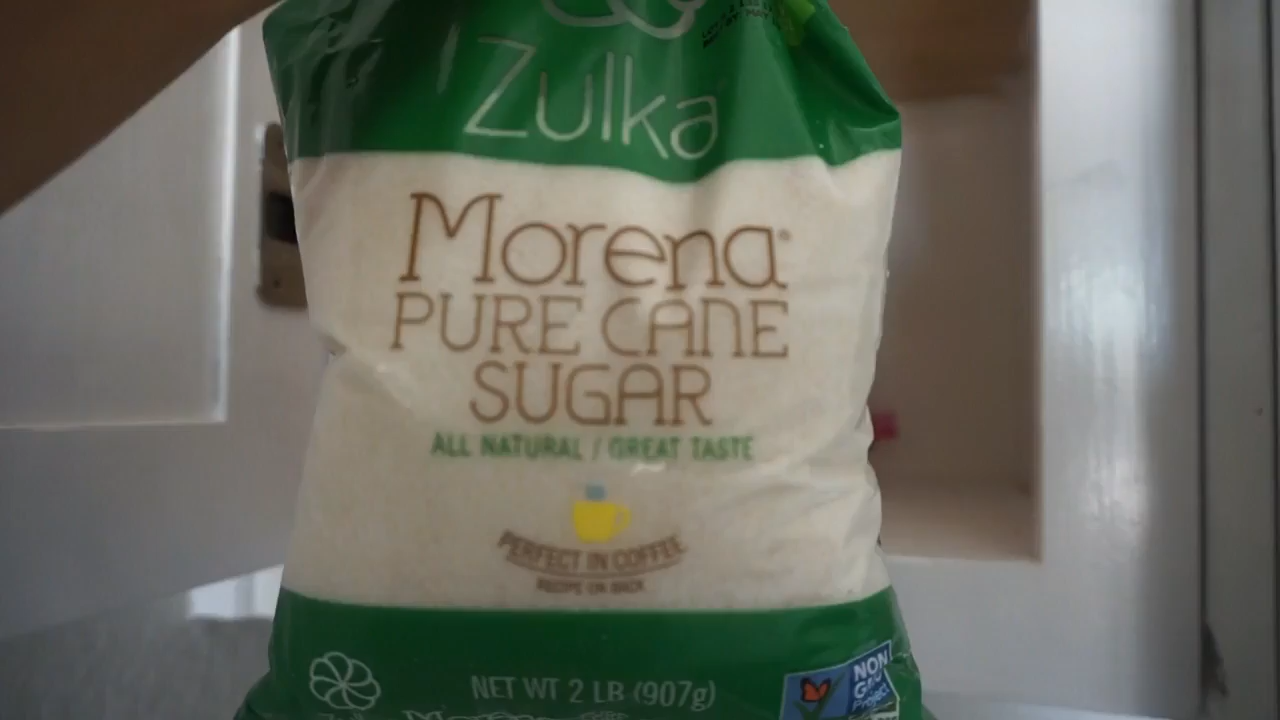 Zulka
Morena®
PURE CANE
SUGAR
ALL NATURAL / GREAT TASTE
PERFECT IN COFFEE
RECIPE ON BACK
NET WT 2 LB (907g)
NON
GMO
Project